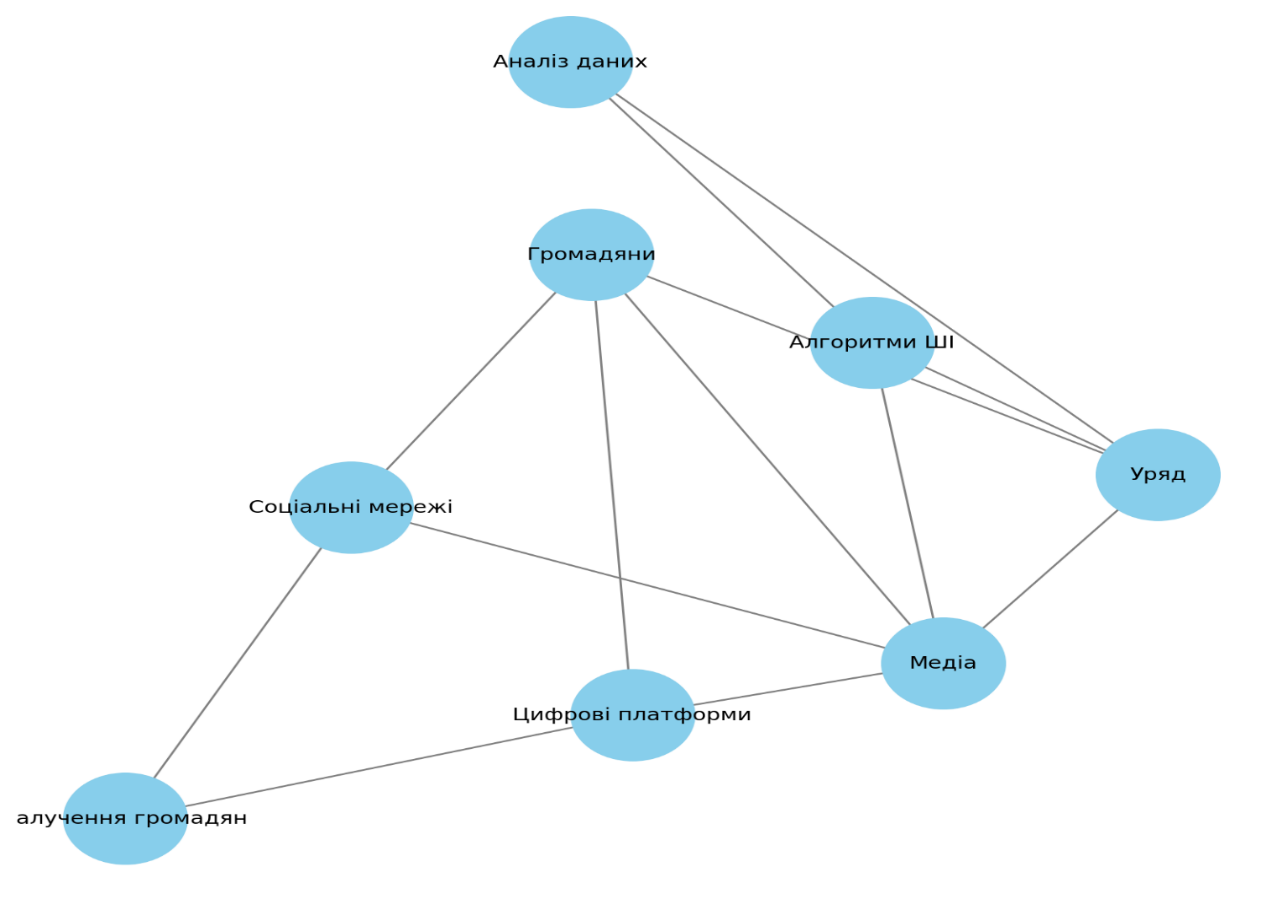 Аналіз даних
Громадяни
Алгоритми ШІ
Уряд
Соціальні мережі
Медіа
Цифрові платформи
алучення громадян